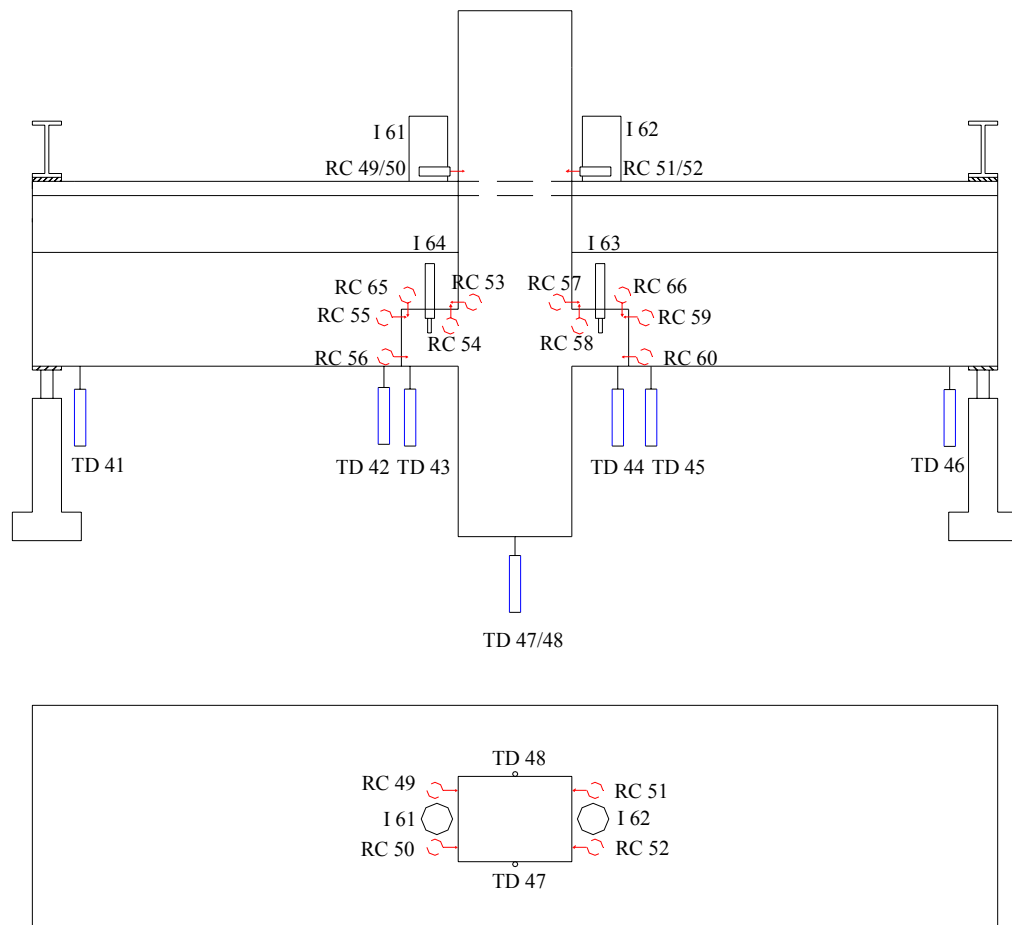 I 61
I 62
RC 49/50
RC 51/52
I 64
I 63
RC 65
RC 53
RC 57
RC 66
RC 55
RC 59
RC 54
RC 58
RC 56
RC 60
TD 41
TD 42
TD 43
TD 44
TD 45
TD 46
TD 47/48
TD 48
RC 49
RC 51
I 61
I 62
RC 50
RC 52
TD 47